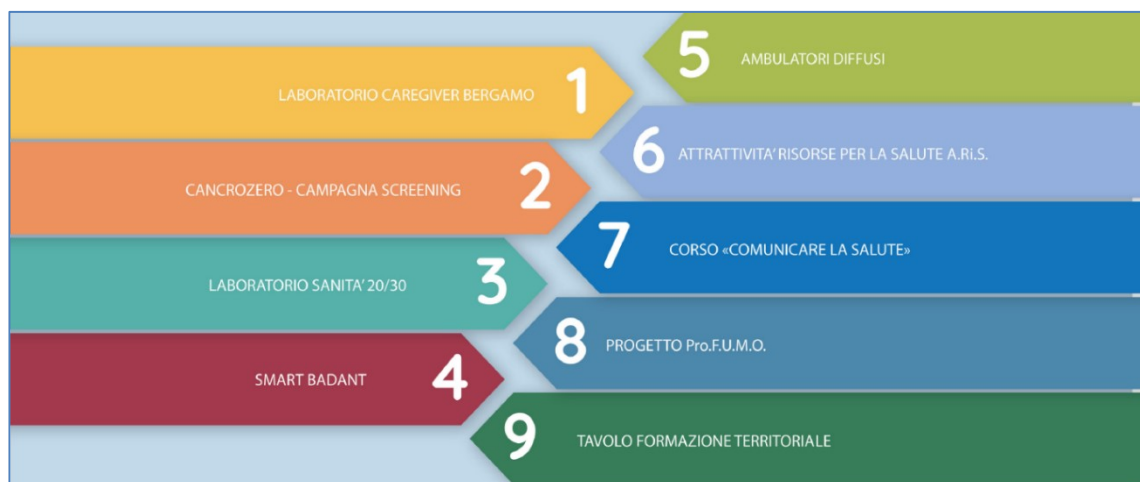 1
LABORATORIO CAREGIVER BERGAMO
2
CANCROZERO - CAMPAGNA SCREENING
3
LABORATORIO SANITA’ 20/30
4
SMART BADANT
5
AMBULATORI DIFFUSI
6
ATTRATTIVITA’ RISORSE PER LA SALUTE A.Ri.S.
7
CORSO «COMUNICARE LA SALUTE»
8
PROGETTO Pro.F.U.M.O.
9
TAVOLO FORMAZIONE TERRITORIALE